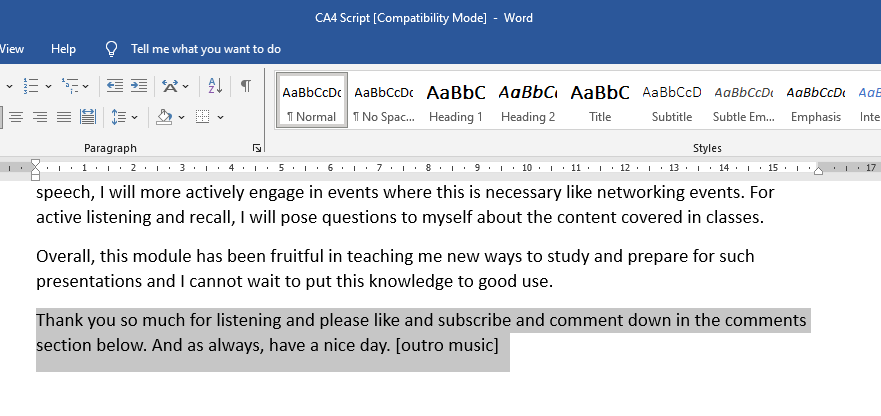 CA4 Script [Compatibility Mode] - Word
View Help Tell me what you want to do
Paragraph
AaBbCcDc AaBbCcDc AaBbC AaBbCc AaBbC AaBbCcD AaBbCcDc AaBbCcDc
¶ Normal ¶ No Spac... Heading 1 Heading 2 Title Subtitle Subtle Em... Emphasis
Styles
1 2 3 4 5 6 7 8 9 10 11 12 13 14 15 17
speech, I will more actively engage in events where this is necessary like networking events. For
active listening and recall, I will pose questions to myself about the content covered in classes.
Overall, this module has been fruitful in teaching me new ways to study and prepare for such
presentations and I cannot wait to put this knowledge to good use.
Thank you so much for listening and please like and subscribe and comment down in the comments
section below. And as always, have a nice day. [outro music]